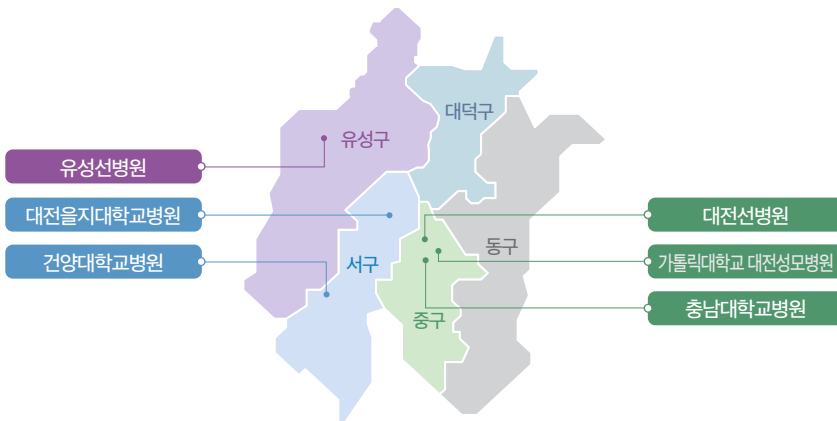 대덕구
유성구
유성선병원
대전을지대학교병원
대전선병원
동구
건양대학교병원
서구
가톨릭대학교 대전성모병원
충남대학교병원
중구